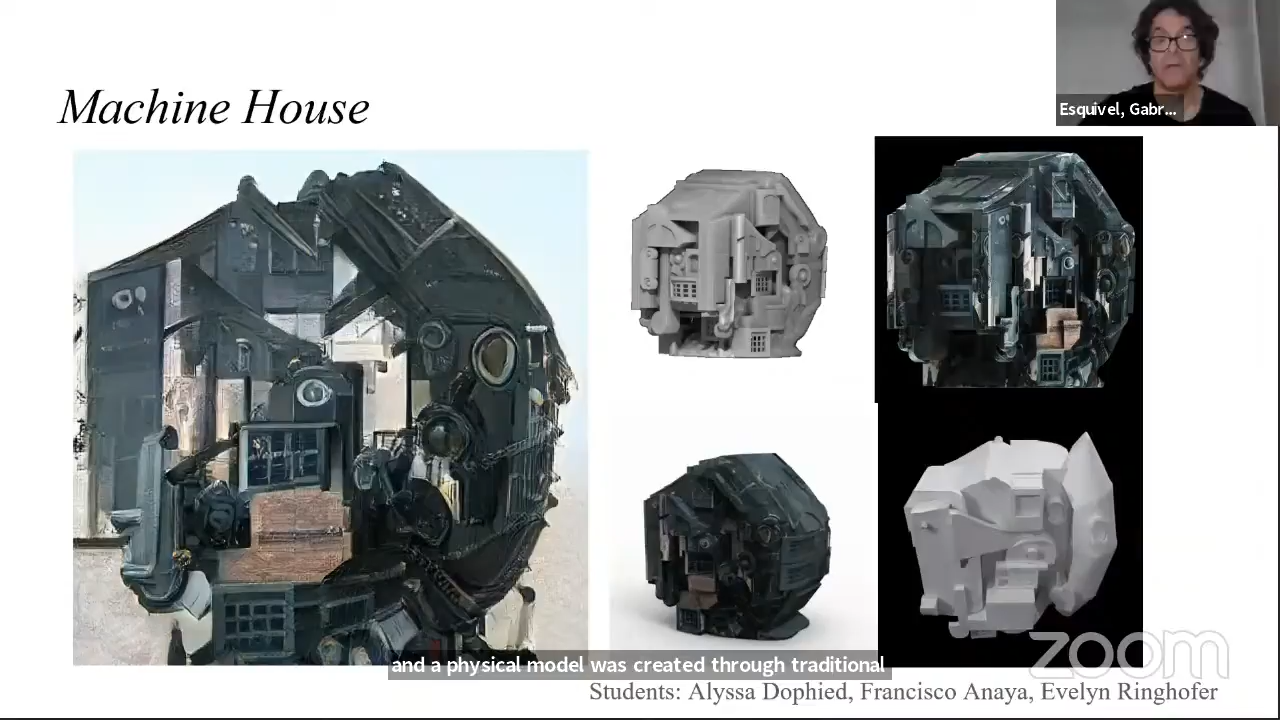 Esquivel, Gabr...
Machine House
and a physical model was created through traditional
zoom
Students: Alyssa Dophied, Francisco Anaya, Evelyn Ringhofer